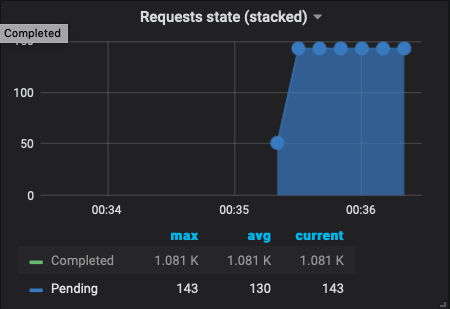 Requests state (stacked)
Completed
100
50
0
00:34 00:35 00:36
max avg current
Completed 1.081 K 1.081 K 1.081 K
Pending 143 130 143